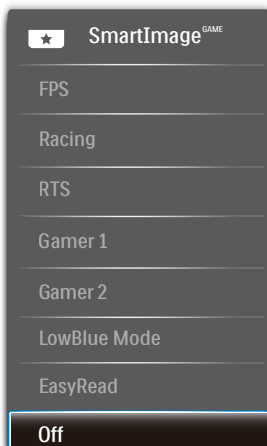 SmartImage GAME
FPS
Racing
RTS
Gamer 1
Gamer 2
LowBlue Mode
EasyRead
Off